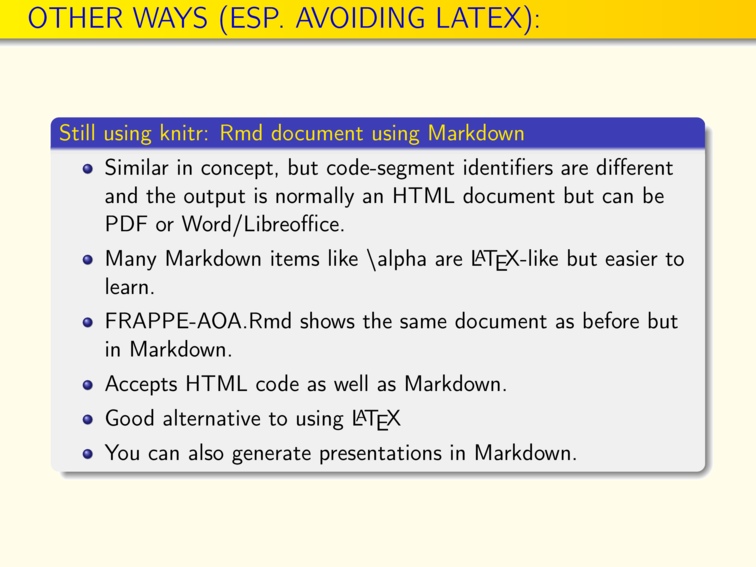 OTHER WAYS (ESP. AVOIDING LATEX):
Still using knitr: Rmd document using Markdown
Similar in concept, but code-segment identifiers are different
and the output is normally an HTML document but can be
PDF or Word/Libreoffice.
Many Markdown items like \alpha are LATEX-like but easier to
learn.
FRAPPE-AOA.Rmd shows the same document as before but
in Markdown.
Accepts HTML code as well as Markdown.
Good alternative to using LATEX
You can also generate presentations in Markdown.